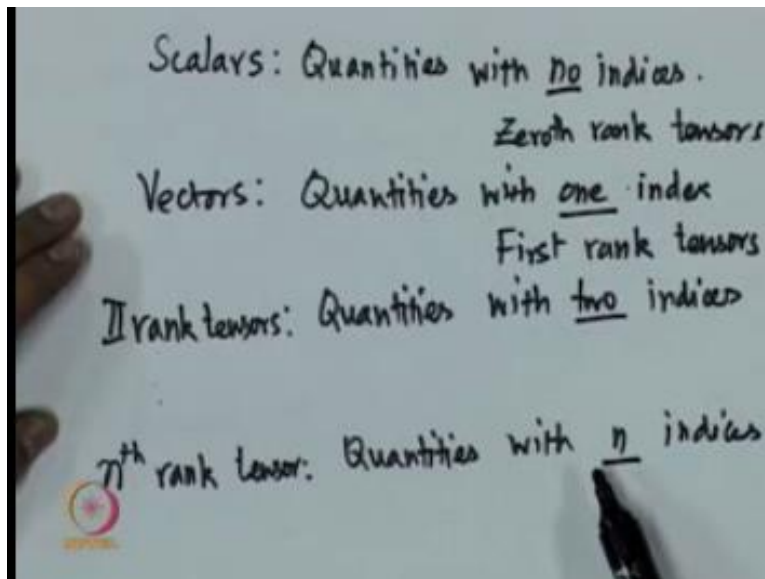 Scalars: Quantities with no indices.
Zeroth rank tensors
Vectors: Quantities with one index
First rank tensors
II rank tensors: Quantities with two indices
nth rank tensor: Quantities with n indices